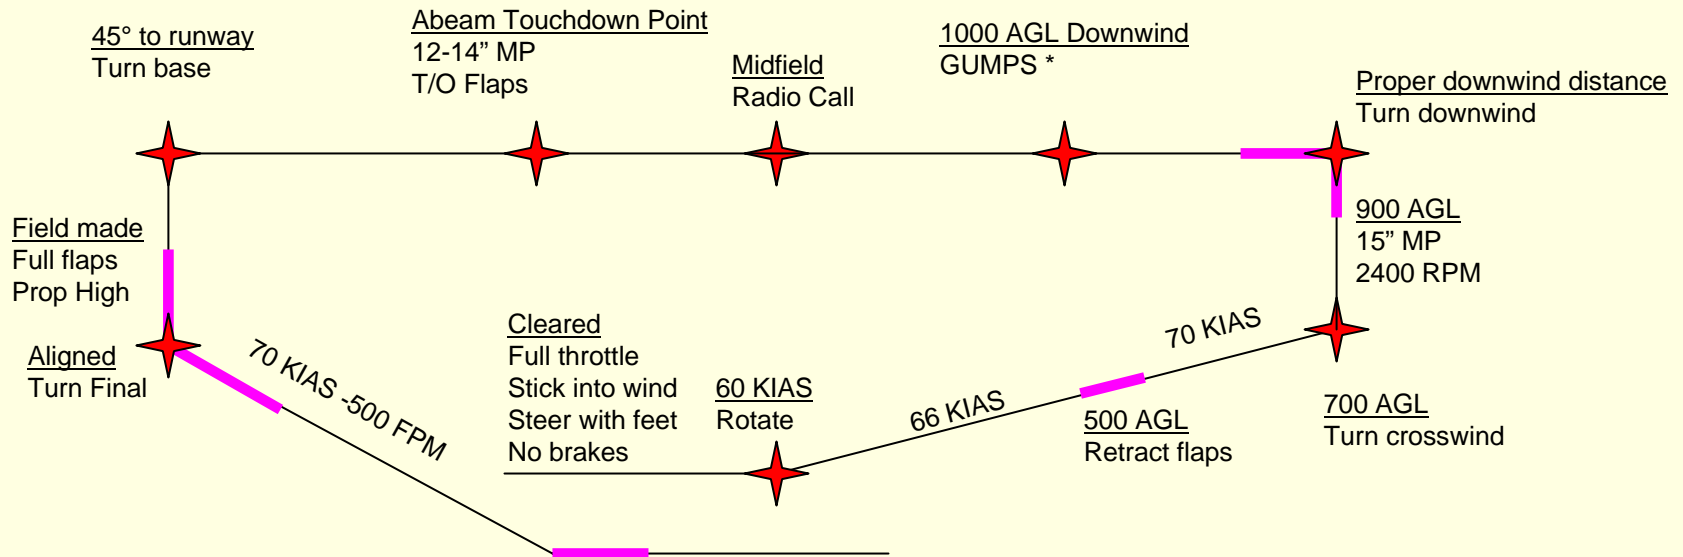 45° to runway
Turn base
Abeam Touchdown Point
12-14” MP
T/O Flaps
Midfield
Radio Call
1000 AGL Downwind
GUMPS *
Proper downwind distance
Turn downwind
900 AGL
15” MP
2400 RPM
Field made
Full flaps
Prop High
Aligned
Turn Final
70 KIAS -500 FPM
Cleared
Full throttle
Stick into wind
Steer with feet
No brakes
60 KIAS
Rotate
66 KIAS
70 KIAS
500 AGL
Retract flaps
700 AGL
Turn crosswind